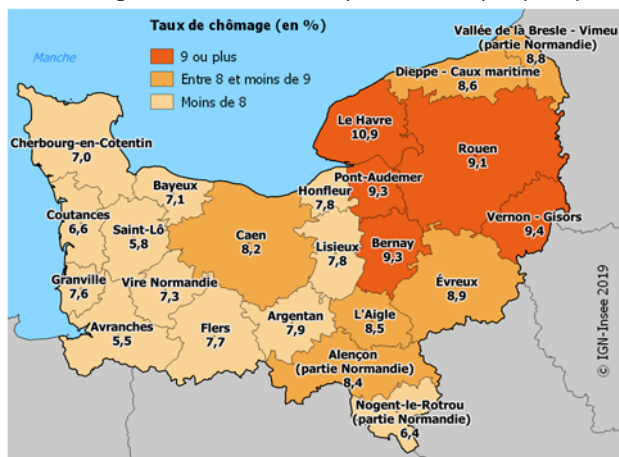 Taux de chômage (en %)
9 ou plus
Entre 8 et moins de 9
Moins de 8
Manche
Vallée de la Bresle - Vimeu
(partie Normandie)
8,8
Dieppe - Caux maritime
8,6
Le Havre
10,9
Rouen
9,1
Cherbourg-en-Cotentin
7,0
Pont-Audemer
9,3
Bayeux
7,1
Honfleur
7,8
Vernon - Gisors
9,4
Coutances
6,6
Saint-Lô
5,8
Caen
8,2
Lisieux
7,8
Bernay
9,3
Granville
7,6
Vire Normandie
7,3
Évreux
8,9
Avranches
5,5
Flers
7,7
Argentan
7,9
L'Aigle
8,5
Alençon
(partie Normandie)
8,4
Nogent-le-Rotrou
(partie Normandie)
6,4
© IGN-Insee 2019